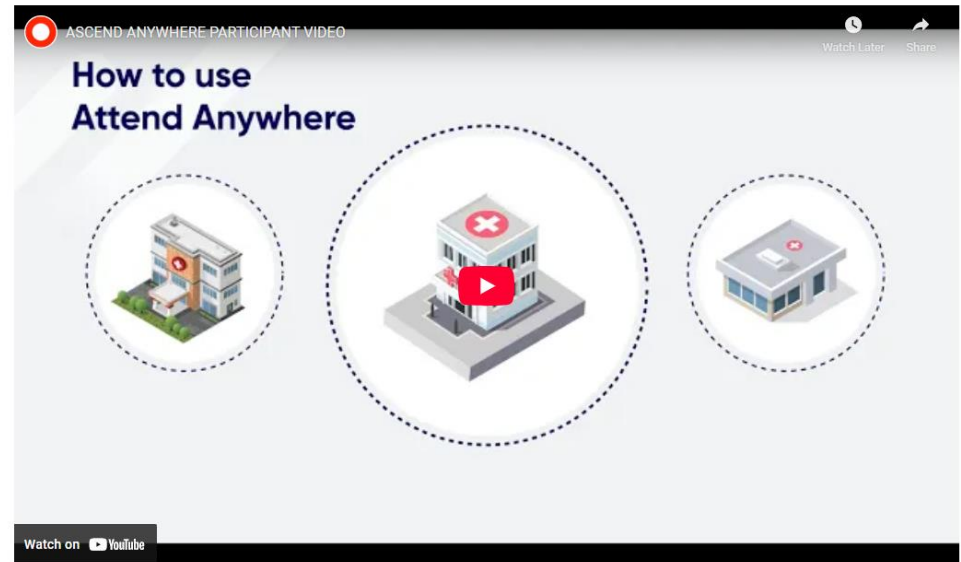 ASCEND ANYWHERE PARTICIPANT VIDEO
Watch Later
Share
How to use
Attend Anywhere
Watch on YouTube